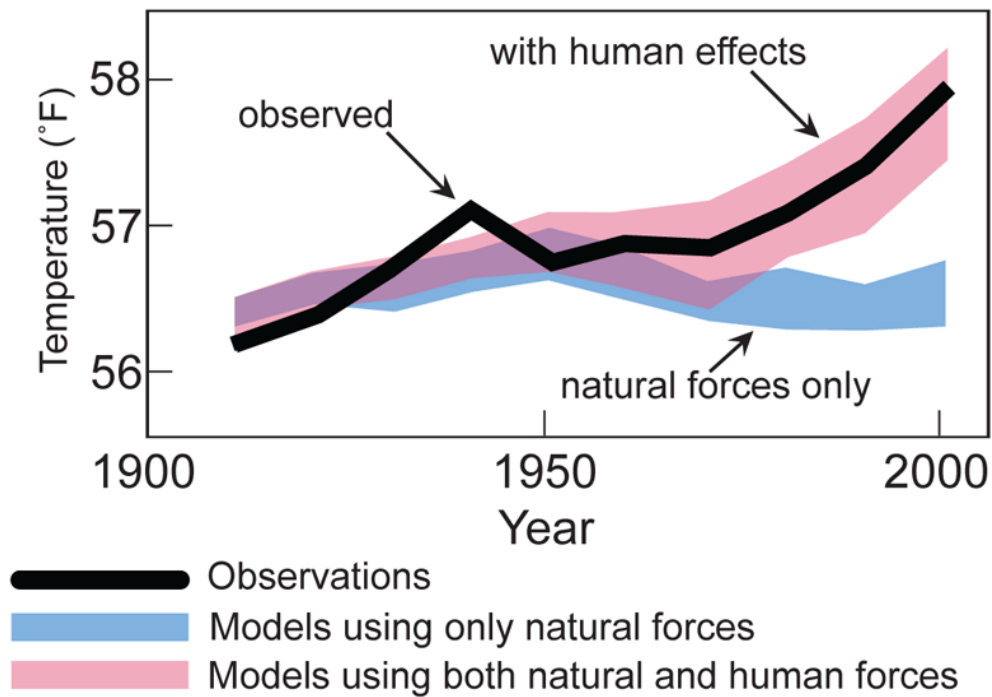 with human effects
58
observed
57
Temperature (˚F)
56
natural forces only
1900
1950
2000
Year
Observations
Models using only natural forces
Models using both natural and human forces